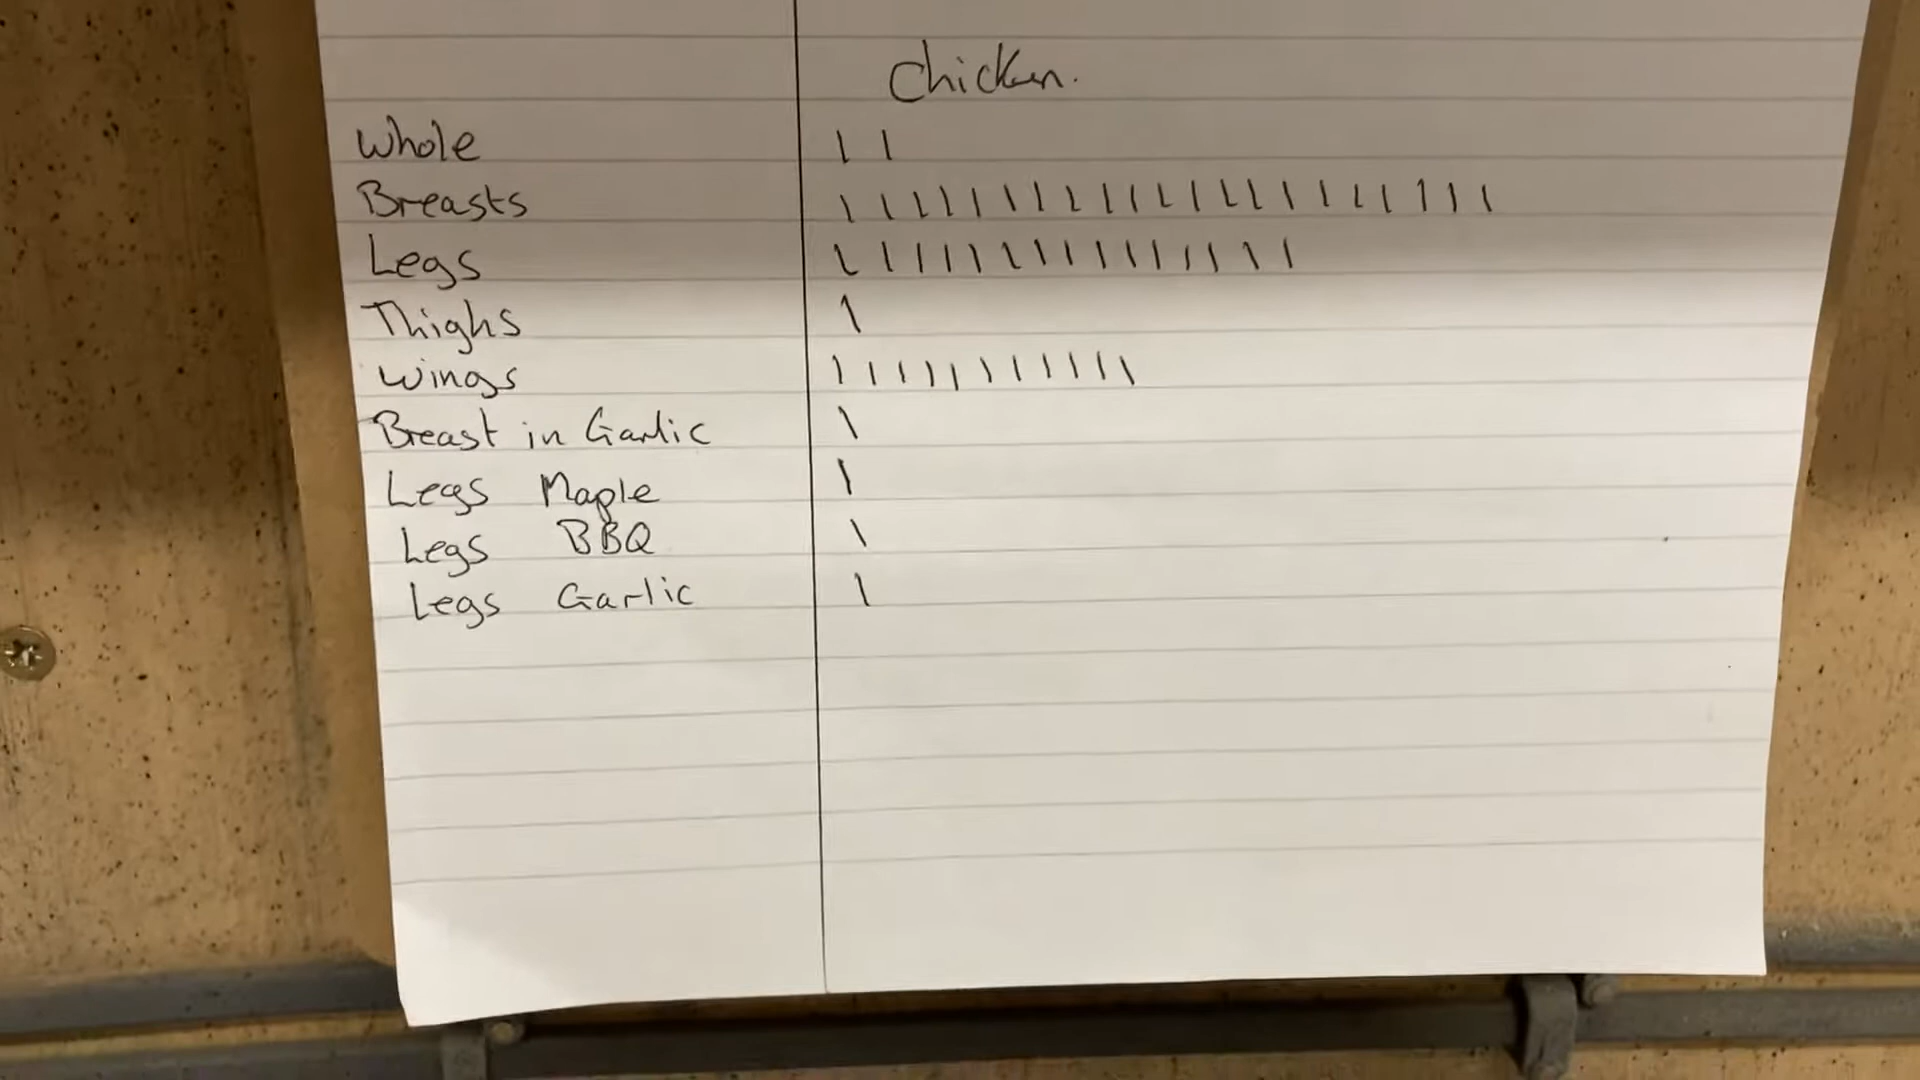 Chicken.
Whole | |
Breasts | | | | | | | | | | | | | | | | | | | | |
Legs | | | | | | | | | | | | | | |
Thighs |
Wings | | | | | | | | | | |
Breast in Garlic |
Legs Maple |
Legs BBQ |
Legs Garlic |